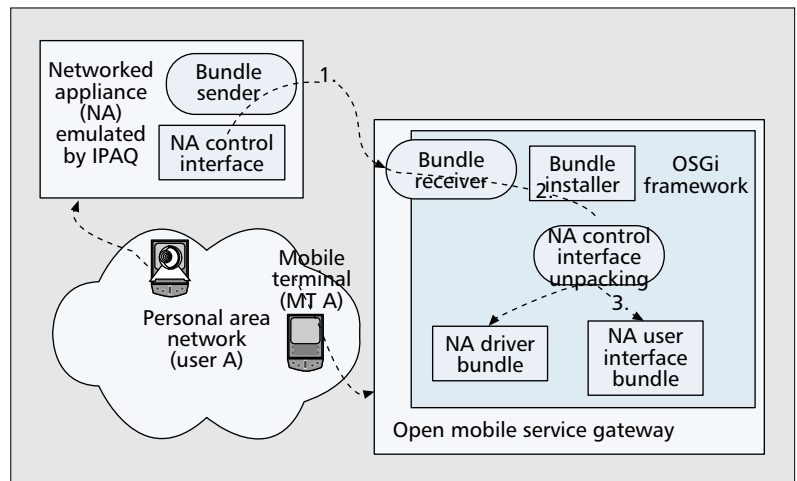 Networked
appliance
(NA)
emulated
by IPAQ
Bundle
sender
NA control
interface
1.
Bundle
receiver
2.
Bundle
installer
OSGi
framework
NA control
interface
unpacking
3.
NA driver
bundle
NA user
interface
bundle
Open mobile service gateway
Mobile
terminal
(MT A)
Personal area
network
(user A)